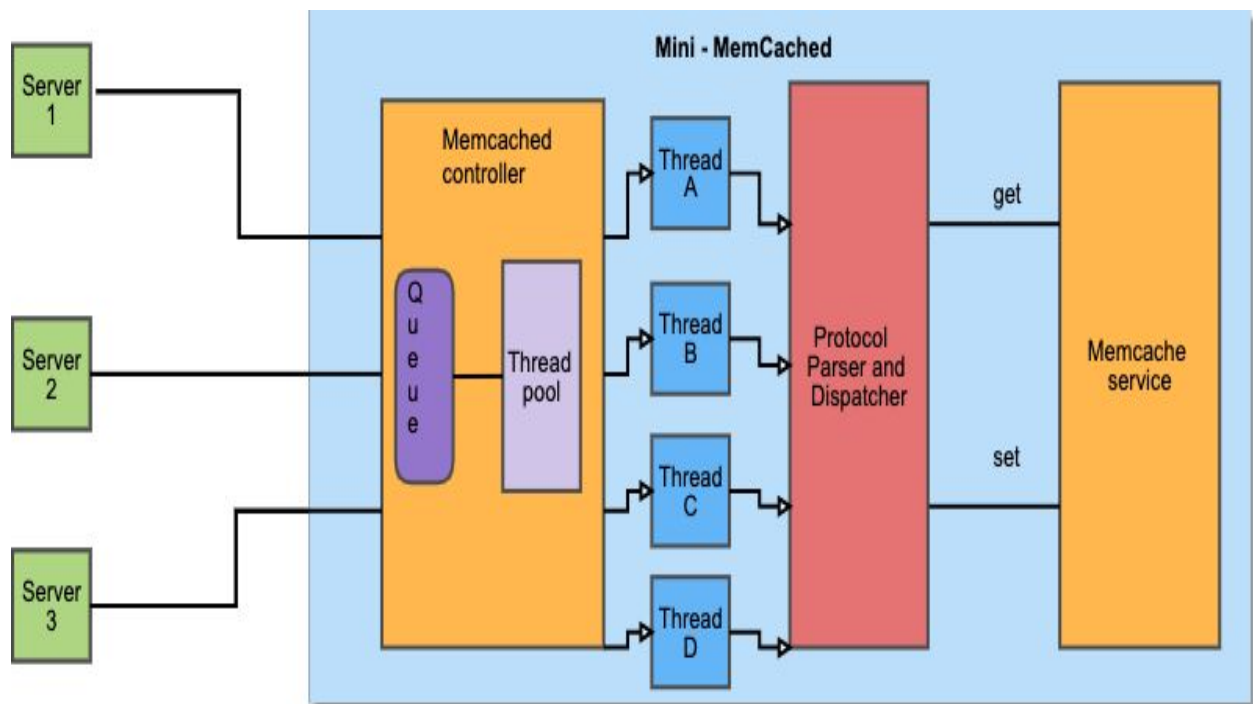 Mini - MemCached
Server
1
Server
2
Server
3
Memcached
controller
Q
u
e
u
e
Thread
pool
Thread
A
Thread
B
Thread
C
Thread
D
Protocol
Parser and
Dispatcher
get
set
Memcache
service